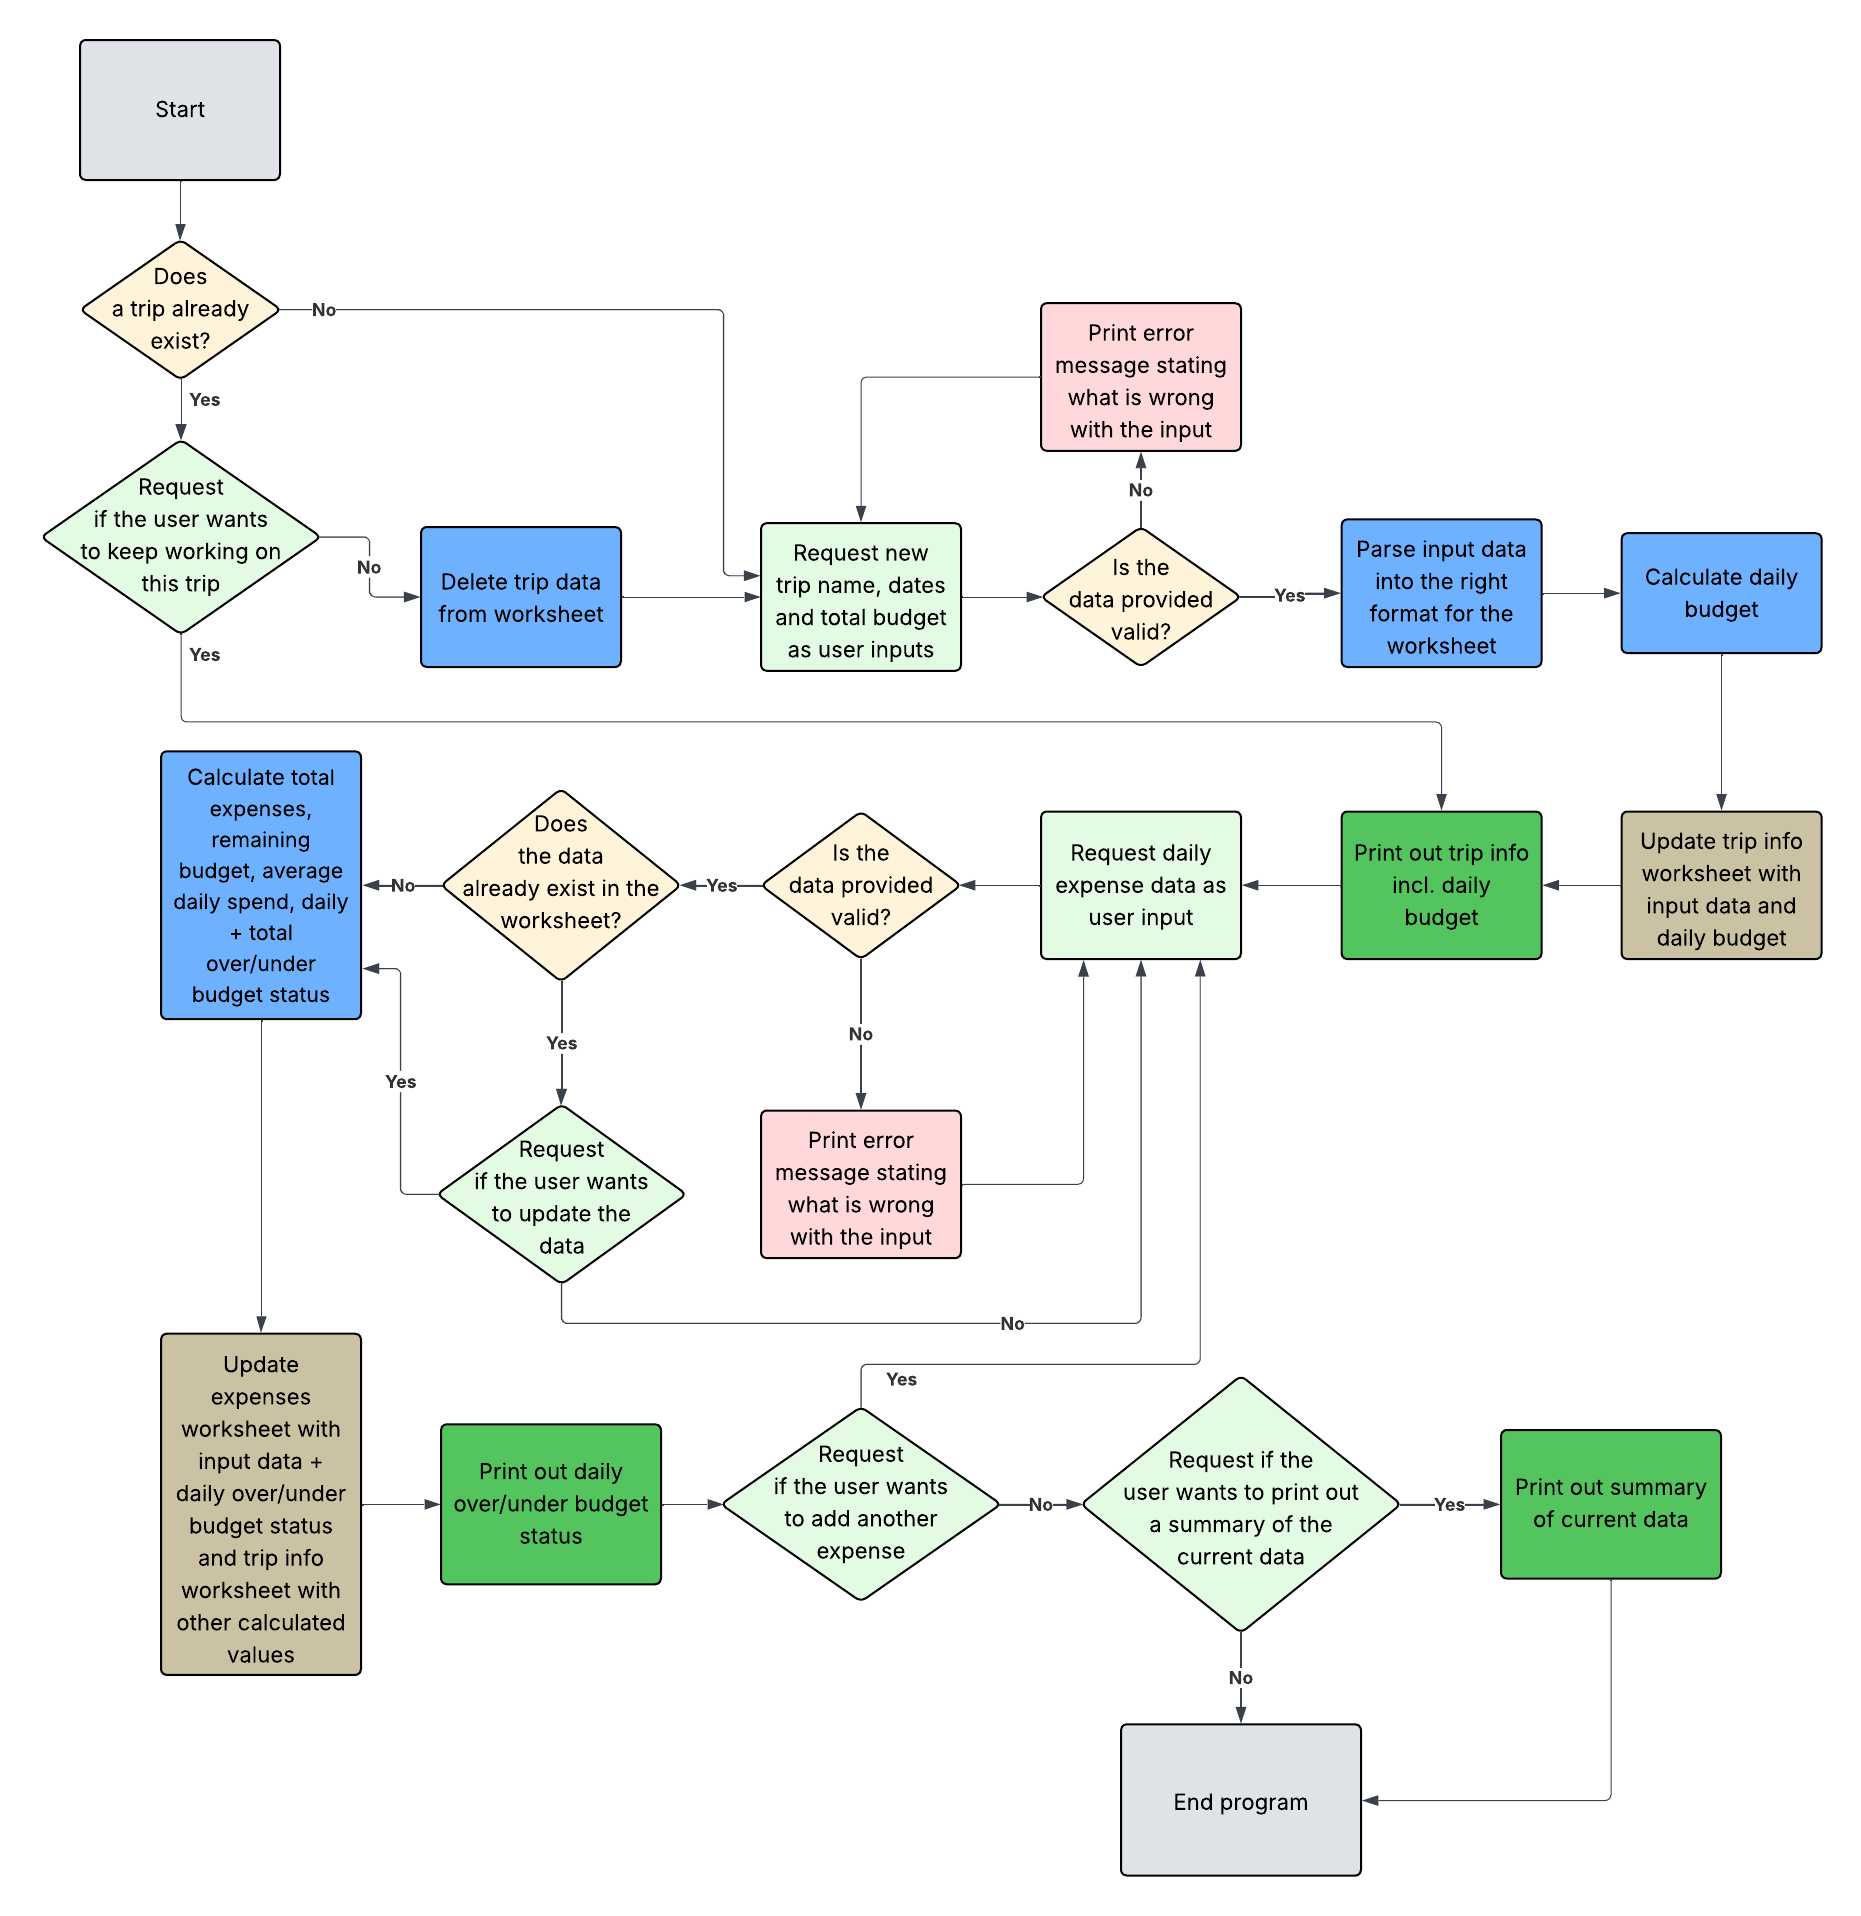 Start
Does
a trip already
exist?
No
Yes
Request
if the user wants
to keep working on
this trip
No
Yes
Delete trip data
from worksheet
Request new
trip name, dates
and total budget
as user inputs
Print error
message stating
what is wrong
with the input
No
Is the
data provided
valid?
Yes
Parse input data
into the right
format for the
worksheet
Calculate daily
budget
Update trip info
worksheet with
input data and
daily budget
Print out trip info
incl. daily
budget
Request daily
expense data as
user input
Is the
data provided
valid?
Yes
No
Does
the data
already exist in the
worksheet?
No
Yes
Calculate total
expenses,
remaining
budget, average
daily spend, daily
+ total
over/under
budget status
Yes
Request
if the user wants
to update the
data
No
Print error
message stating
what is wrong
with the input
Update
expenses
worksheet with
input data +
daily over/under
budget status
and trip info
worksheet with
other calculated
values
Print out daily
over/under budget
status
Yes
Request
if the user wants
to add another
expense
No
Request if the
user wants to print out
a summary of the
current data
Yes
Print out summary
of current data
No
End program